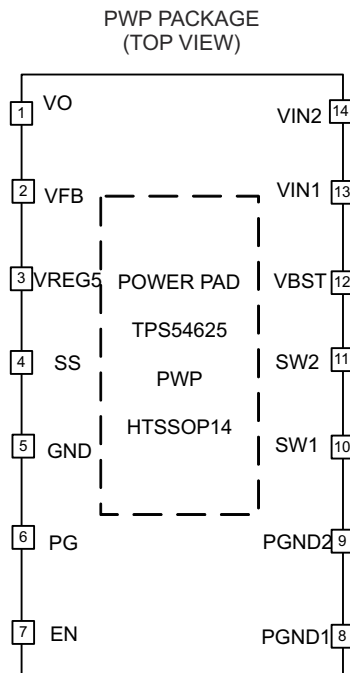 PWP PACKAGE
(TOP VIEW)
1 VO
VIN2 14
2 VFB
VIN1 13
3 VREG5
POWER PAD
VBST 12
TPS54625
4 SS
SW2 11
PWP
HTSSOP14
5 GND
SW1 10
6 PG
PGND2 9
7 EN
PGND1 8